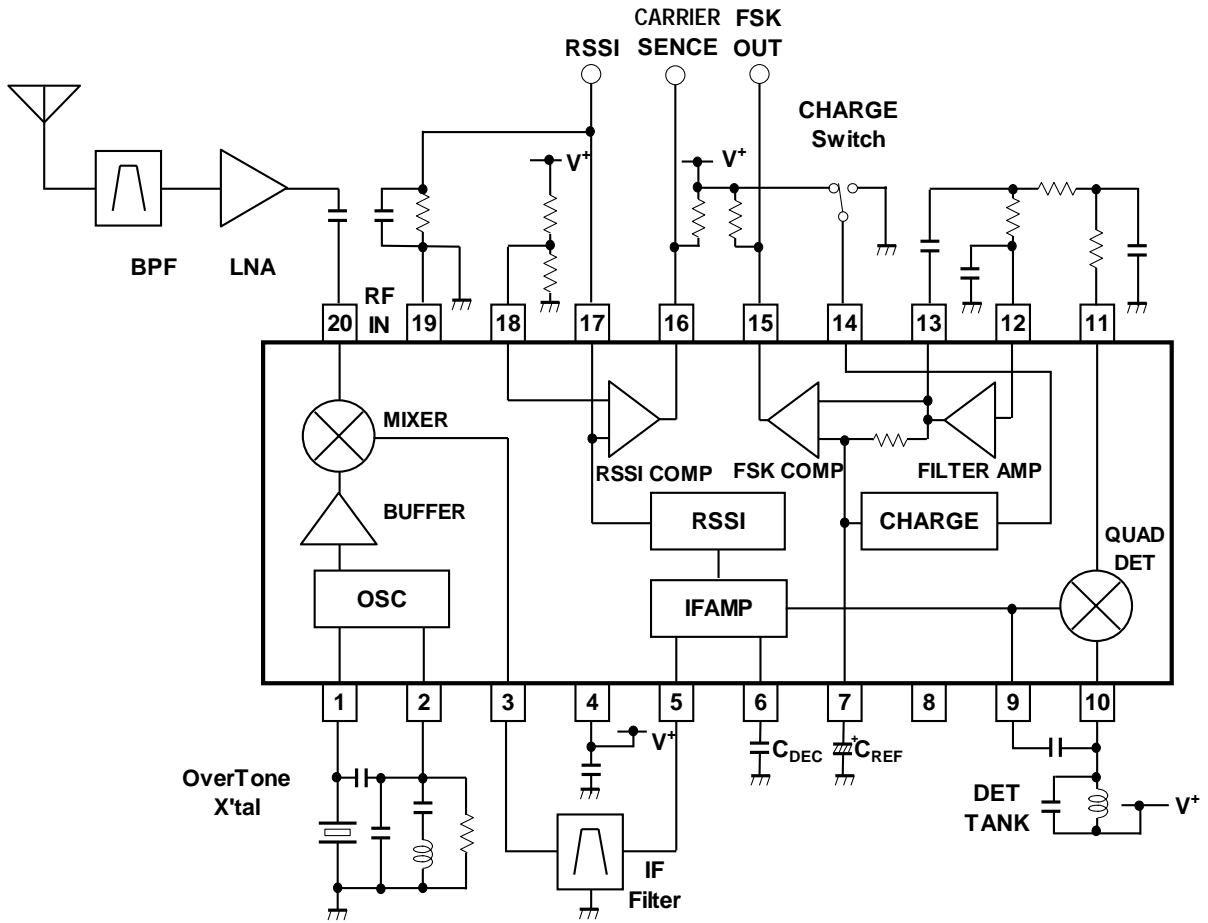 CARRIER FSK
RSSI SENCE OUT
CHARGE
Switch
V⁺ V⁺
BPF LNA RF
IN
20 19 18 17 16 15 14 13 12 11
MIXER
RSSI COMP FSK COMP FILTER AMP
BUFFER RSSI CHARGE
QUAD
DET
OSC IFAMP
1 2 3 4 5 6 7 8 9 10
V⁺ CDEC +CREF
OverTone
X'tal
DET
TANK
V⁺
IF
Filter